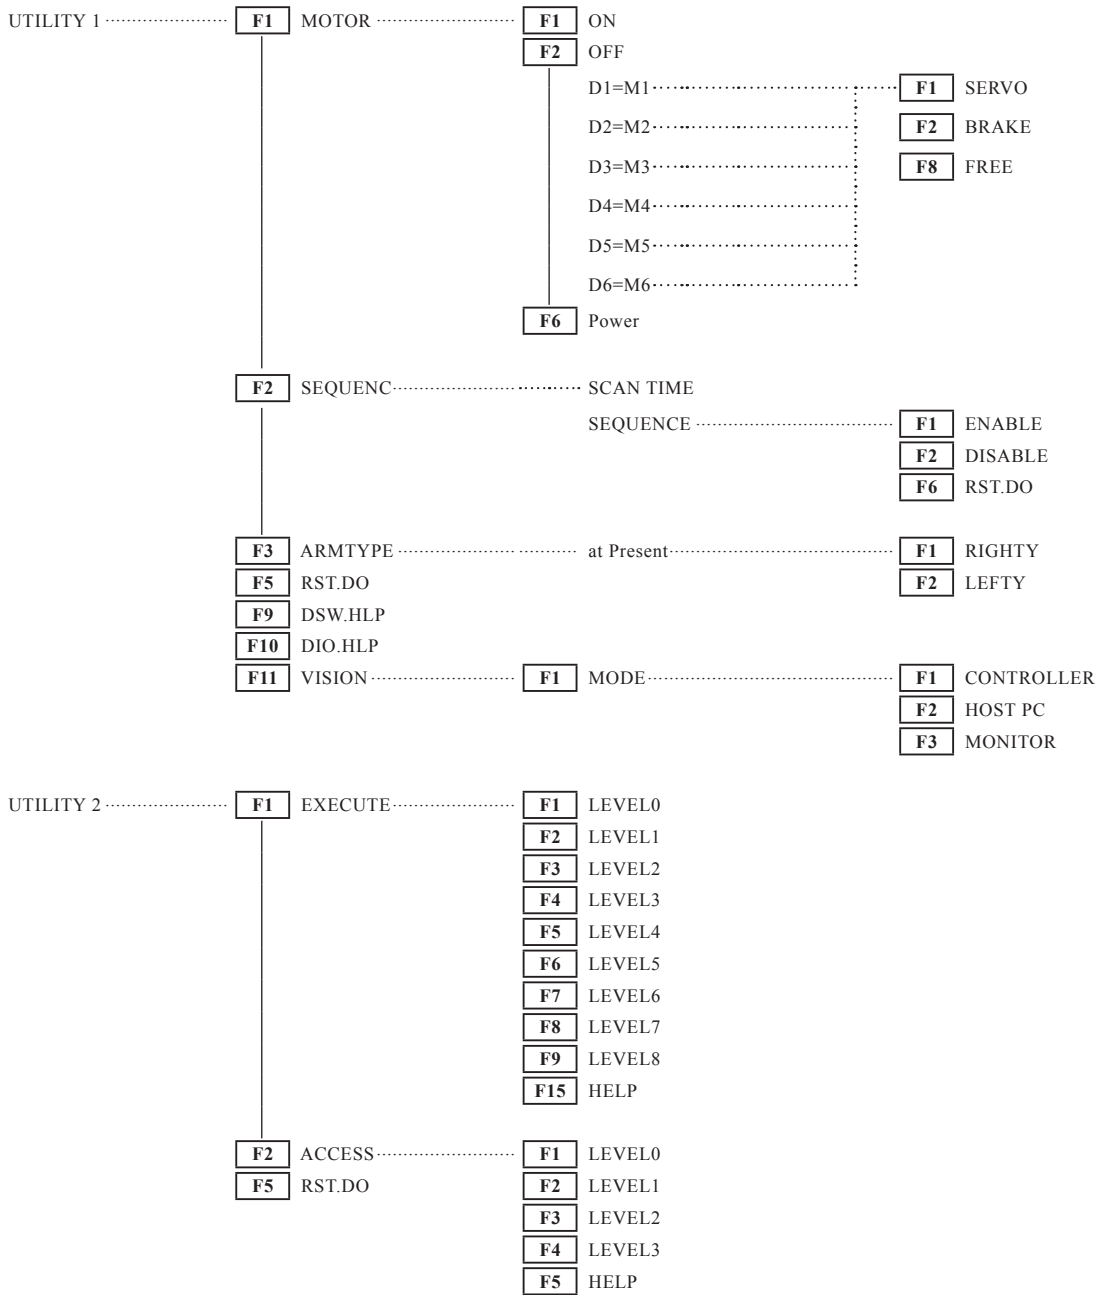 UTILITY 1 F1 MOTOR F1 ON
F2 OFF
D1=M1 F1 SERVO
D2=M2 F2 BRAKE
D3=M3 F8 FREE
D4=M4
D5=M5
D6=M6
F6 Power
F2 SEQUENC SCAN TIME
SEQUENCE F1 ENABLE
F2 DISABLE
F6 RST.DO
F3 ARMTYPE at Present F1 RIGHTY
F5 RST.DO F2 LEFTY
F9 DSW.HLP
F10 DIO.HLP
F11 VISION F1 MODE F1 CONTROLLER
F2 HOST PC
F3 MONITOR
UTILITY 2 F1 EXECUTE F1 LEVEL0
F2 LEVEL1
F3 LEVEL2
F4 LEVEL3
F5 LEVEL4
F6 LEVEL5
F7 LEVEL6
F8 LEVEL7
F9 LEVEL8
F15 HELP
F2 ACCESS F1 LEVEL0
F5 RST.DO F2 LEVEL1
F3 LEVEL2
F4 LEVEL3
F5 HELP